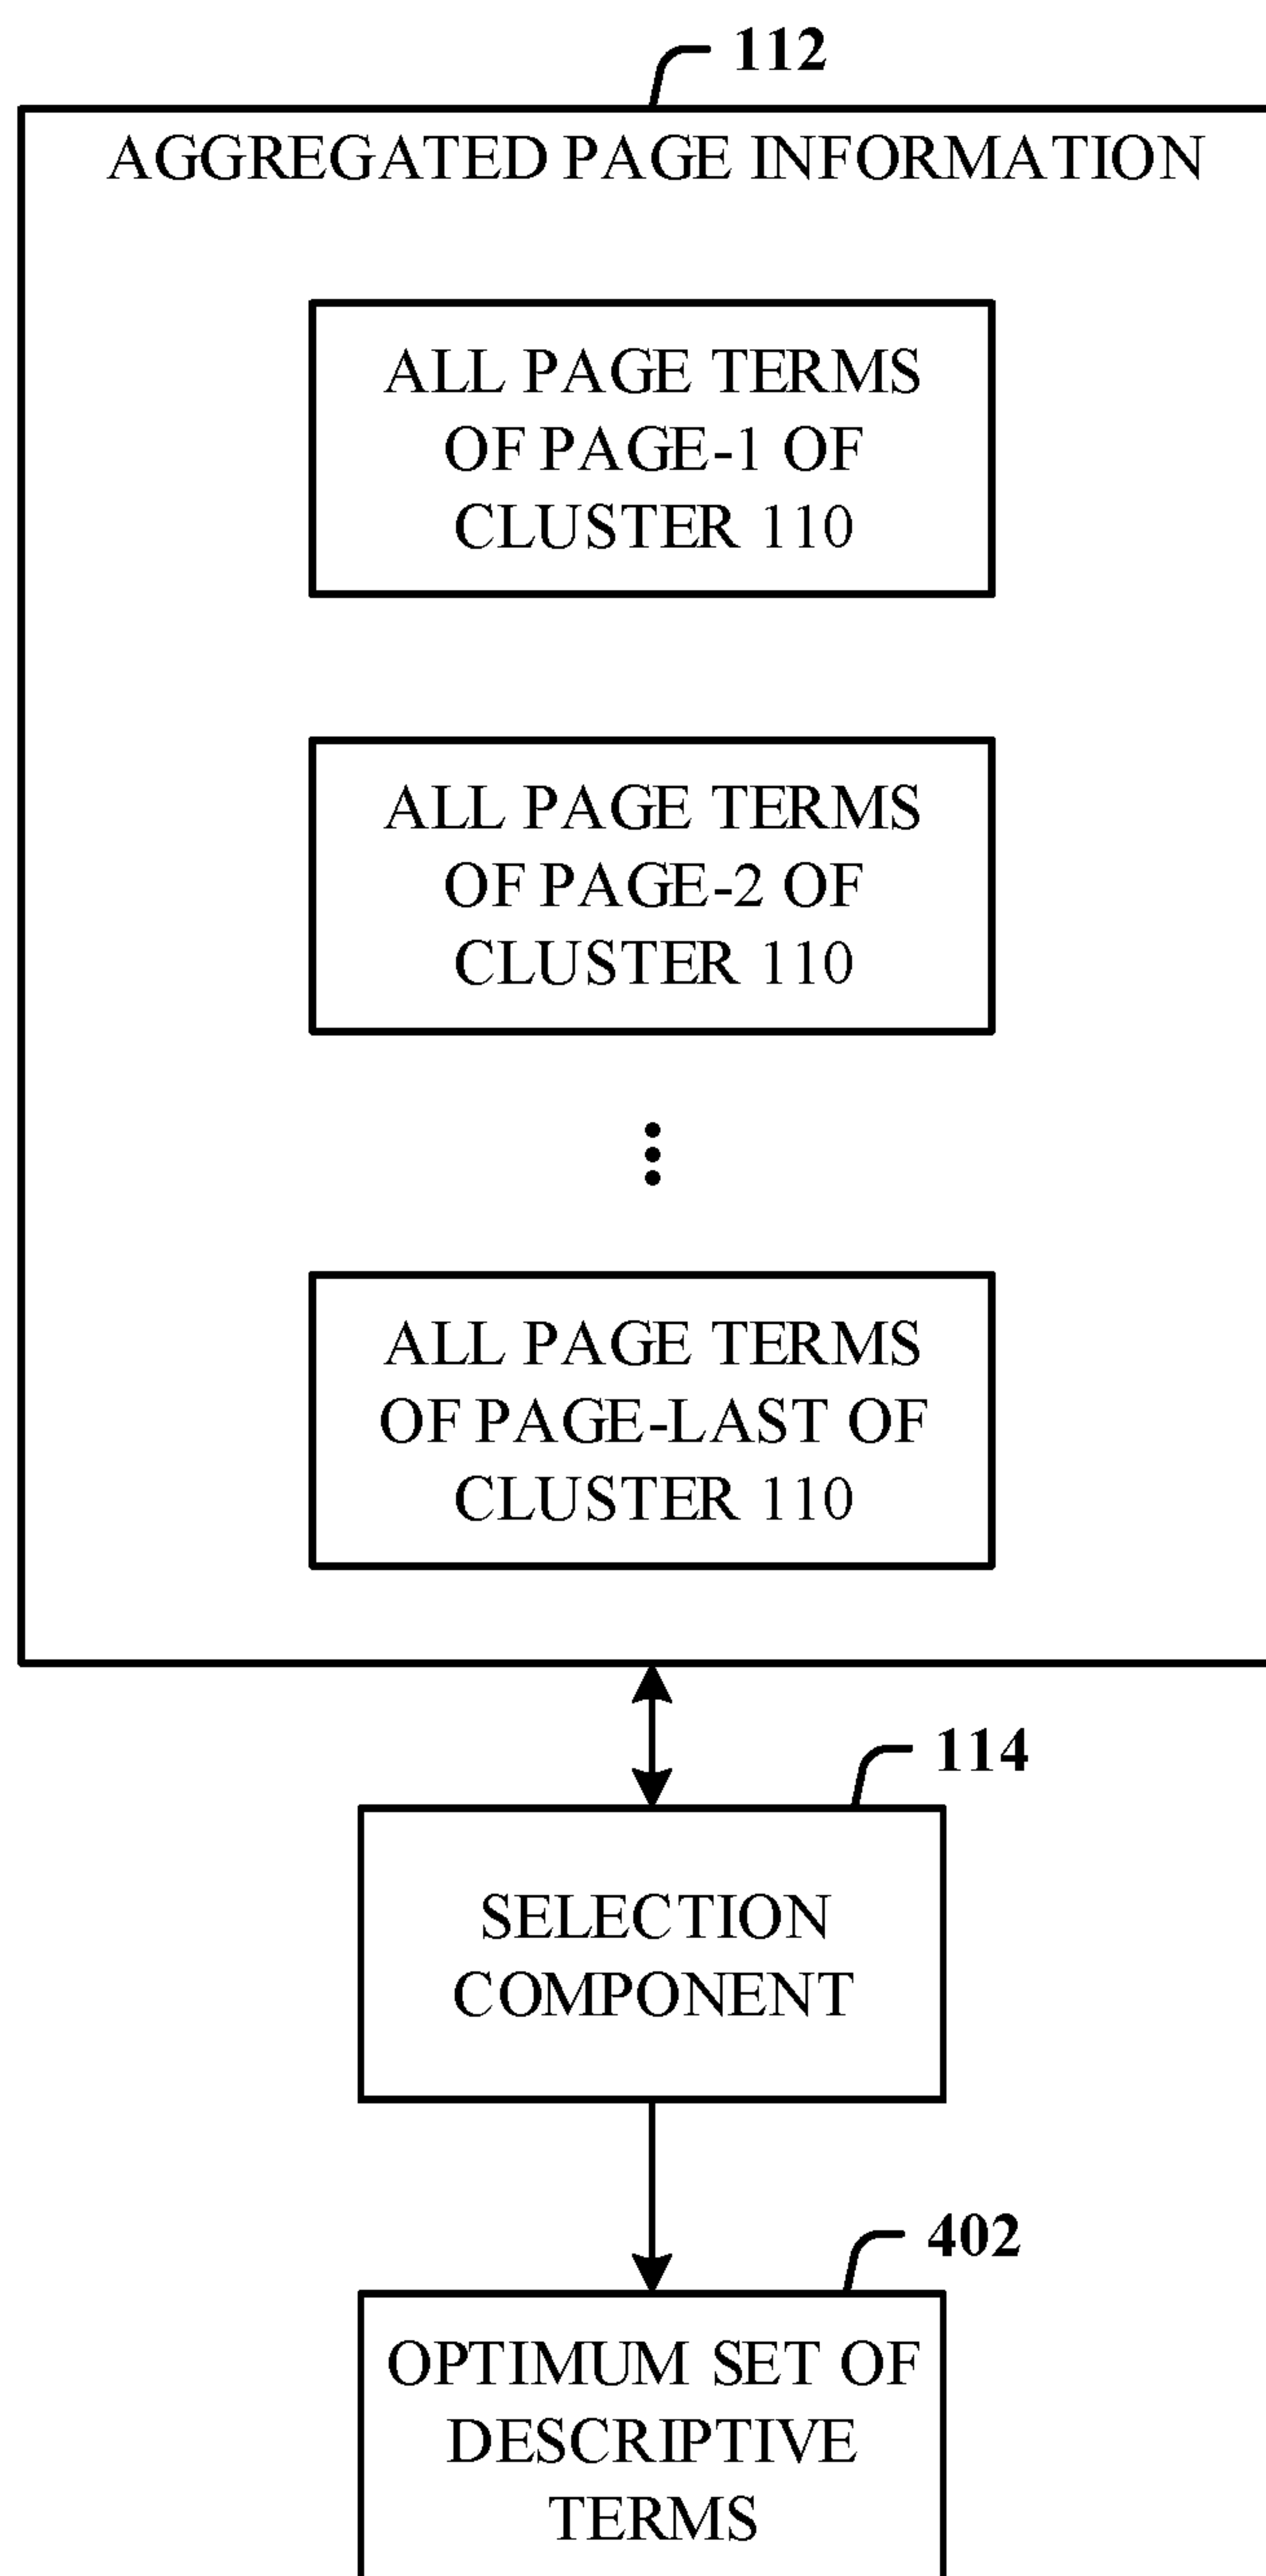 112
AGGREGATED PAGE INFORMATION
ALL PAGE TERMS
OF PAGE-1 OF
CLUSTER 110
ALL PAGE TERMS
OF PAGE-2 OF
CLUSTER 110
ALL PAGE TERMS
OF PAGE-LAST OF
CLUSTER 110
114
SELECTION
COMPONENT
402
OPTIMUM SET OF
DESCRIPTIVE
TERMS